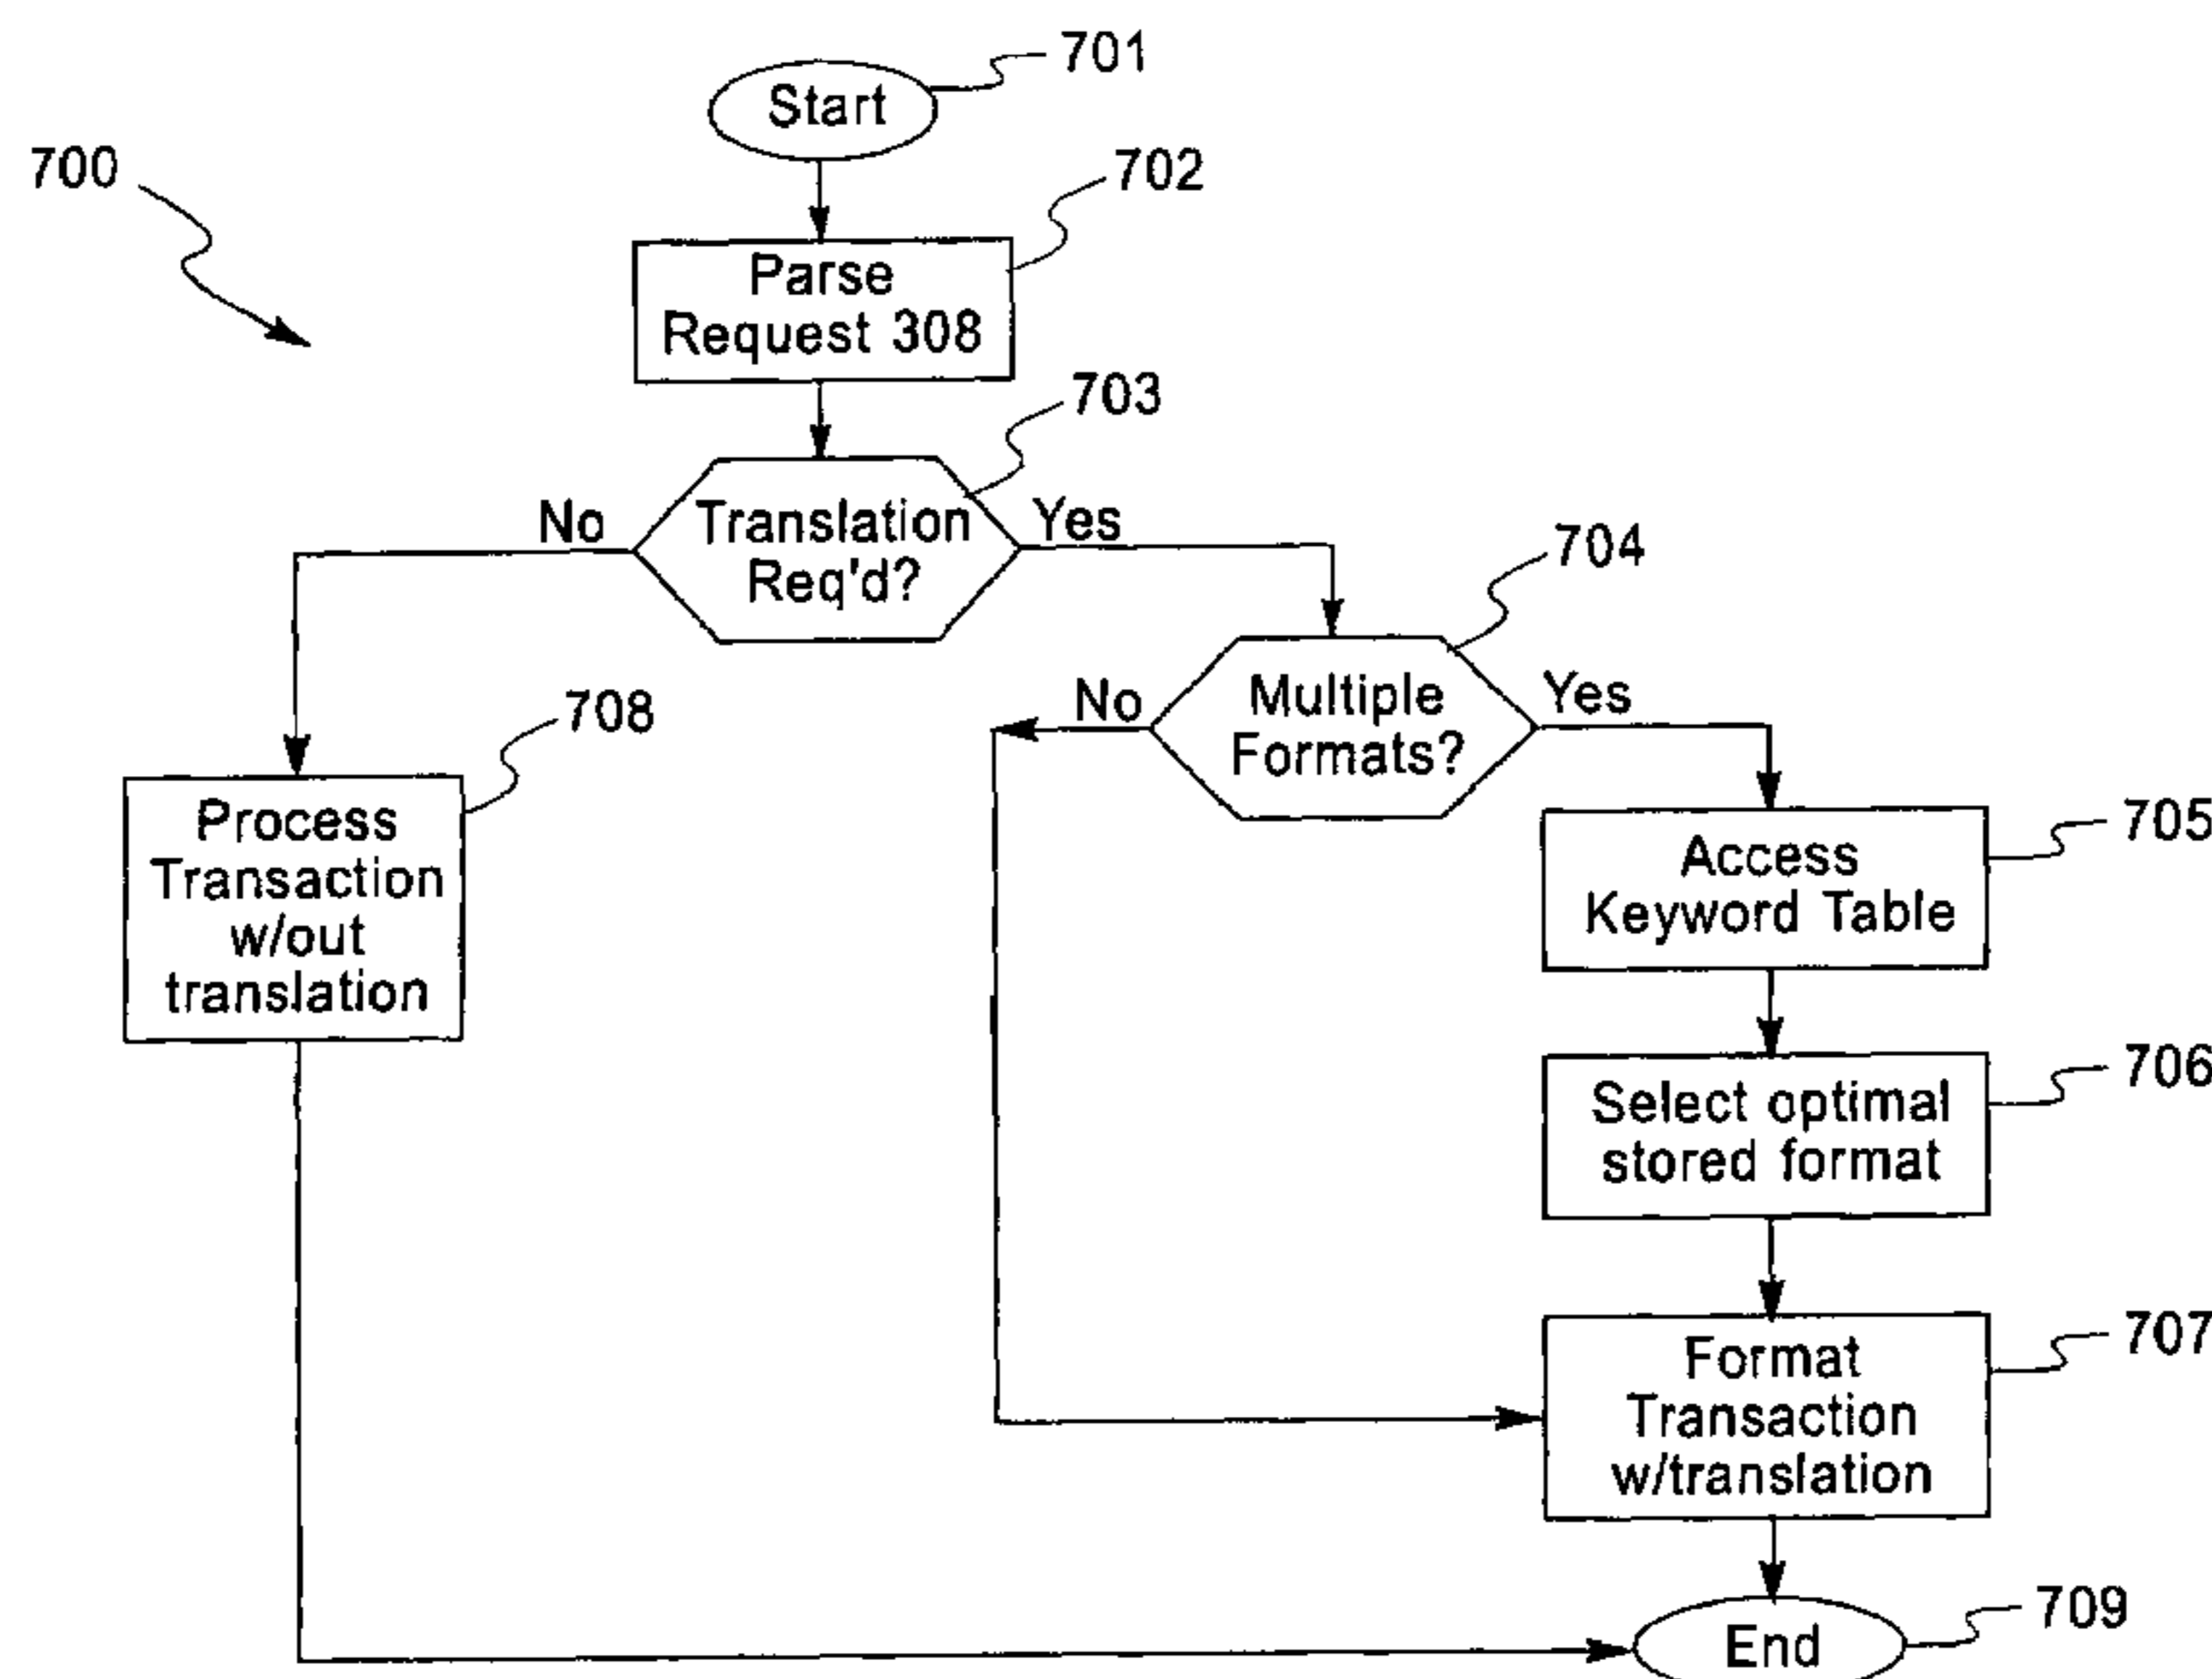 701
Start
700
702
Parse
Request 308
703
No
Translation
Req'd?
Yes
704
No
Multiple
Formats?
Yes
708
Process
Transaction
w/out
translation
705
Access
Keyword Table
706
Select optimal
stored format
707
Format
Transaction
w/translation
709
End